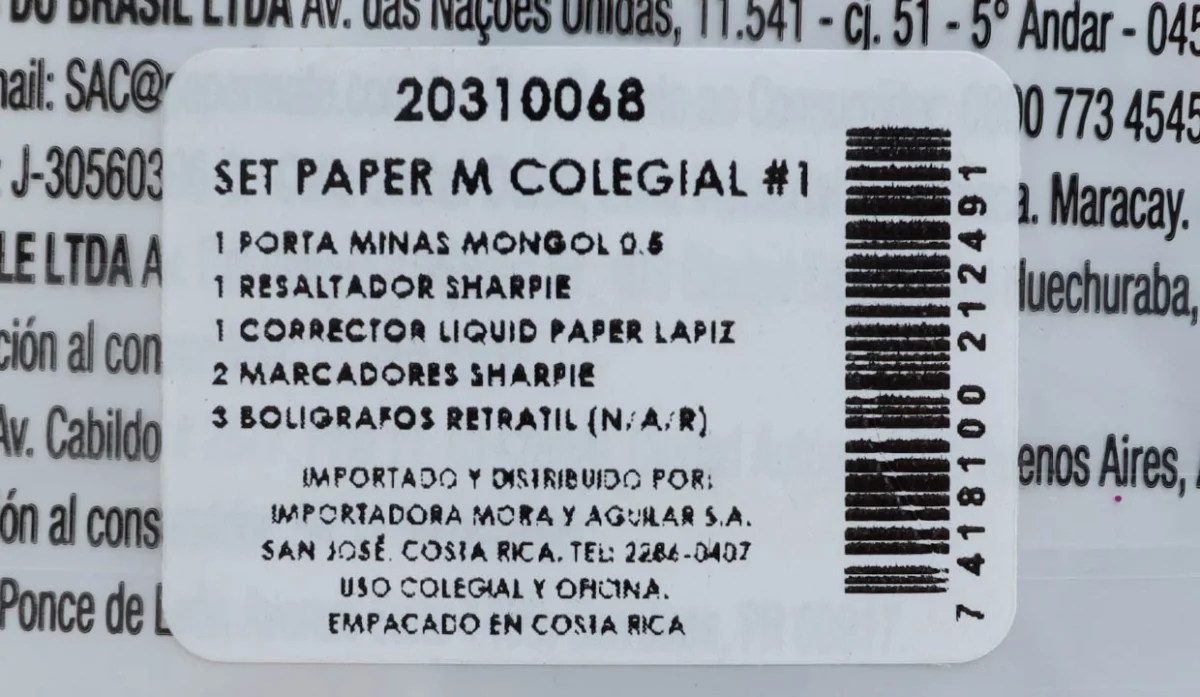 DO BRASIL LTDA Av. das Nações Unidas, 11.541 - cj. 51 - 5° Andar - 045
mail: SAC@
0 773 4545
J-305603
a. Maracay.
LE LTDA A
Huechuraba,
ción al con
Av. Cabildo
enos Aires,
ón al cons
Ponce de
20310068
SET PAPER M COLEGIAL #1
1 PORTA MINAS MONGOL 0.5
1 RESALTADOR SHARPIE
1 CORRECTOR LIQUID PAPER LAPIZ
2 MARCADORES SHARPIE
3 BOLIGRAFOS RETRATIL (N/A/R)
IMPORTADO Y DISTRIBUIDO POR:
IMPORTADORA MORA Y AGUILAR S.A.
SAN JOSÉ. COSTA RICA. TEL: 2286-0407
USO COLEGIAL Y OFICINA.
EMPACADO EN COSTA RICA
7 418100 212491